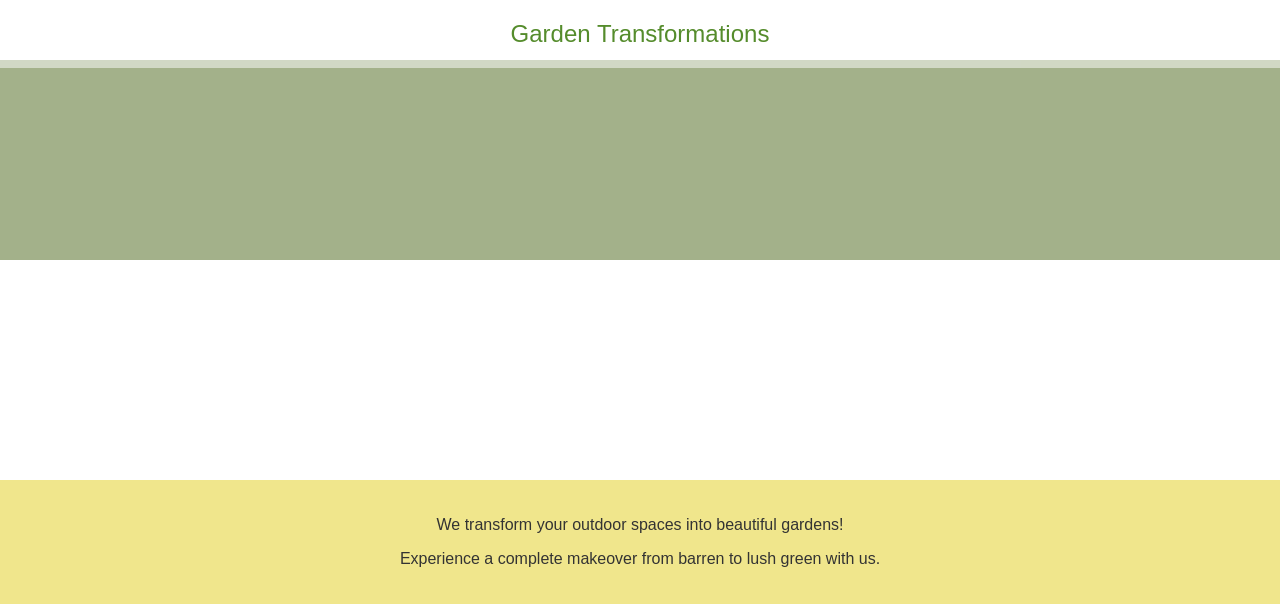 Garden Transformations
We transform your outdoor spaces into beautiful gardens!
Experience a complete makeover from barren to lush green with us.